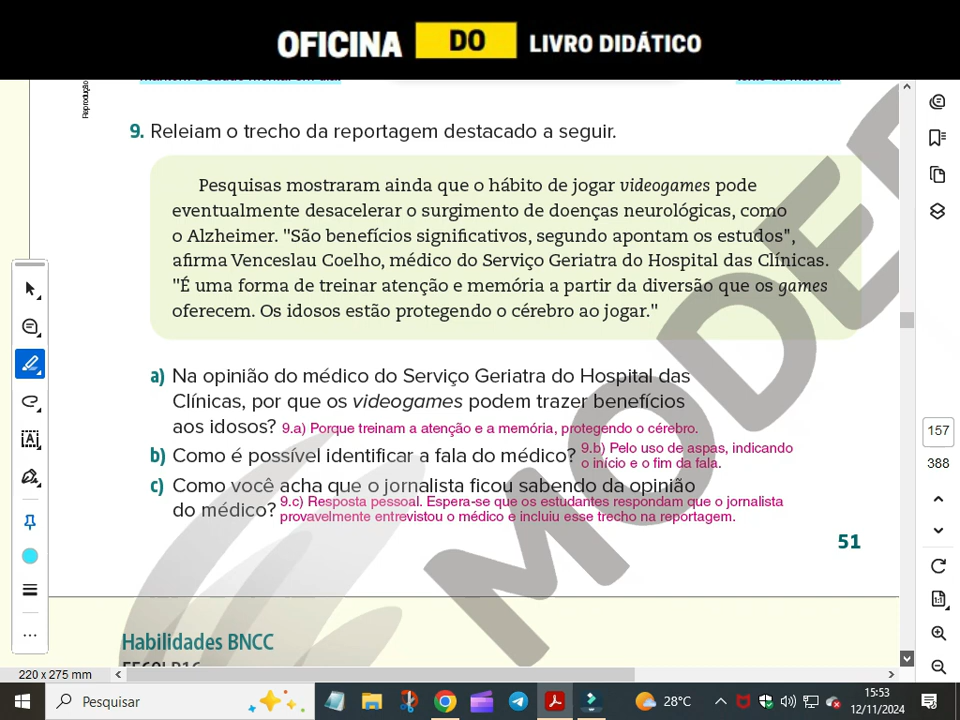 OFICINA DO LIVRO DIDÁTICO
Reprodução
9. Releiam o trecho da reportagem destacado a seguir.
Pesquisas mostraram ainda que o hábito de jogar videogames pode
eventualmente desacelerar o surgimento de doenças neurológicas, como
o Alzheimer. "São benefícios significativos, segundo apontam os estudos",
afirma Venceslau Coelho, médico do Serviço Geriatra do Hospital das Clínicas.
"É uma forma de treinar atenção e memória a partir da diversão que os games
oferecem. Os idosos estão protegendo o cérebro ao jogar."
a) Na opinião do médico do Serviço Geriatra do Hospital das
Clínicas, por que os videogames podem trazer benefícios
aos idosos? 9.a) Porque treinam a atenção e a memória, protegendo o cérebro.
b) Como é possível identificar a fala do médico? 9.b) Pelo uso de aspas, indicando
o início e o fim da fala.
c) Como você acha que o jornalista ficou sabendo da opinião
do médico? 9.c) Resposta pessoal. Espera-se que os estudantes respondam que o jornalista
provavelmente entrevistou o médico e incluiu esse trecho na reportagem.
51
MODER
Habilidades BNCC
157
388
220 x 275 mm
Pesquisar
28°C
15:53
12/11/2024